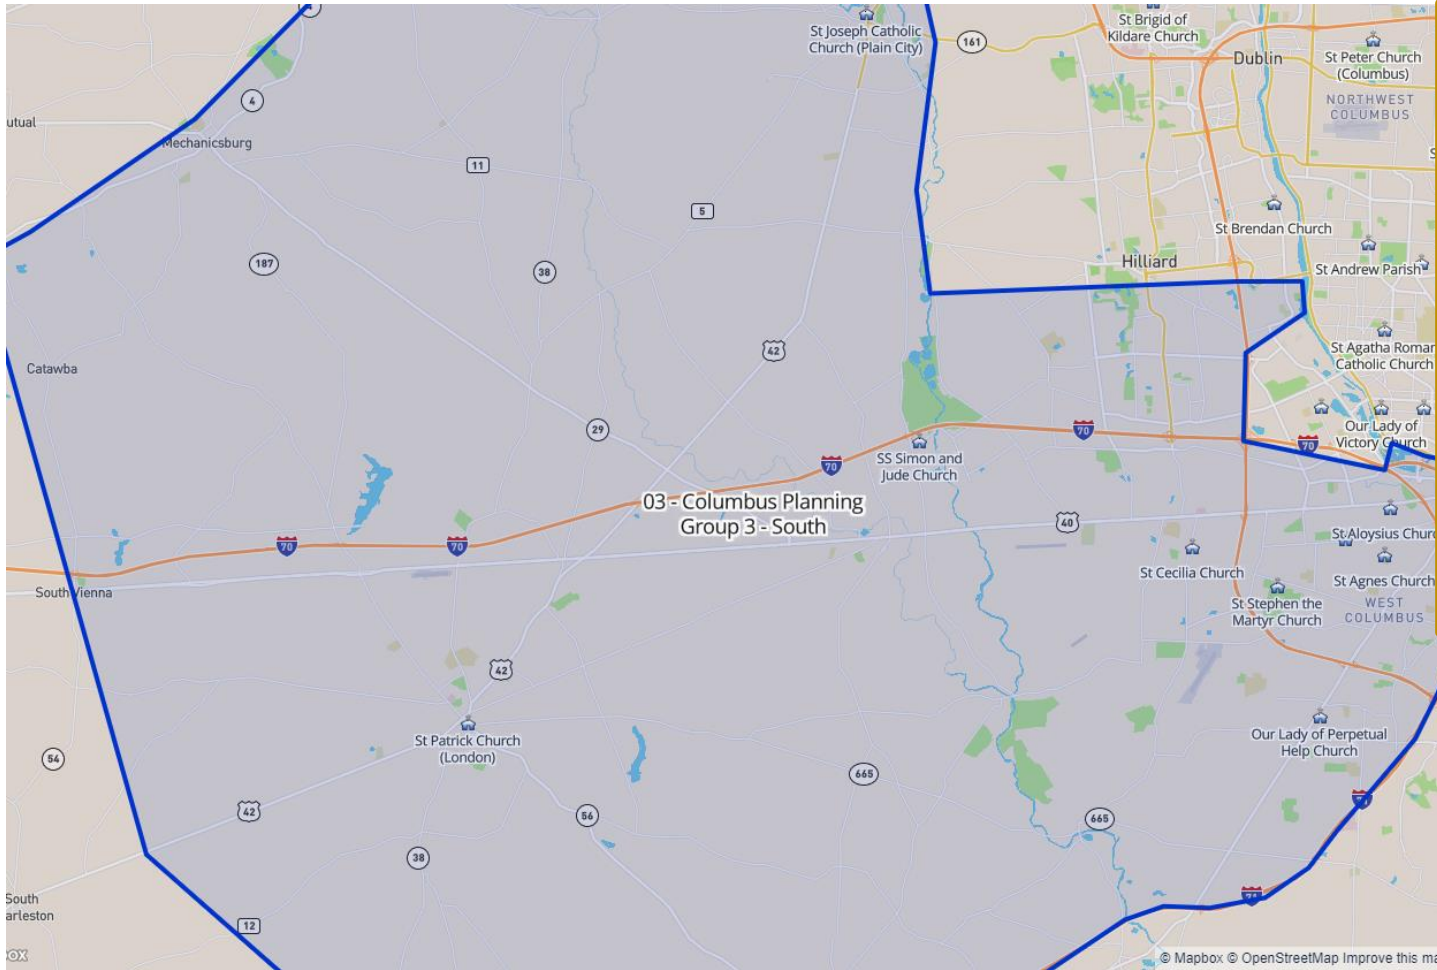 St Joseph Catholic
Church (Plain City)
161
St Brigid of
Kildare Church
Dublin
St Peter Church
(Columbus)
NORTHWEST
COLUMBUS
4
utual
Mechanicsburg
11
5
St Brendan Church
187
38
Hilliard
St Andrew Parish
42
St Agatha Roman
Catholic Church
Catawba
29
70
70
70
Our Lady of
Victory Church
SS Simon and
Jude Church
03 - Columbus Planning
Group 3 - South
40
70
70
St Aloysius Churc
St Cecilia Church
St Agnes Church
South Vienna
St Stephen the
Martyr Church
WEST
COLUMBUS
42
St Patrick Church
(London)
Our Lady of Perpetual
Help Church
54
665
42
56
665
38
71
South
arleston
12
71
box
© Mapbox © OpenStreetMap Improve this ma